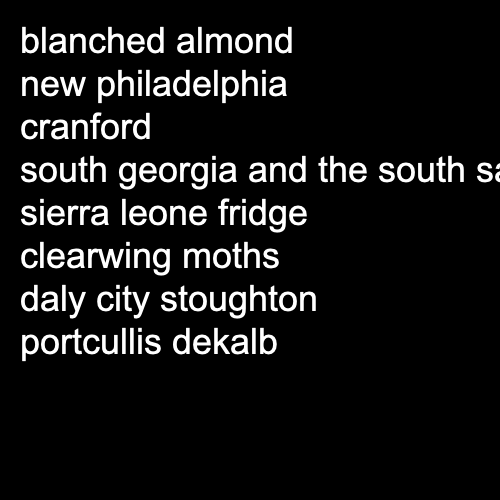 blanched almond
new philadelphia
cranford
south georgia and the south
sierra leone fridge
clearwing moths
daly city stoughton
portcullis dekalb